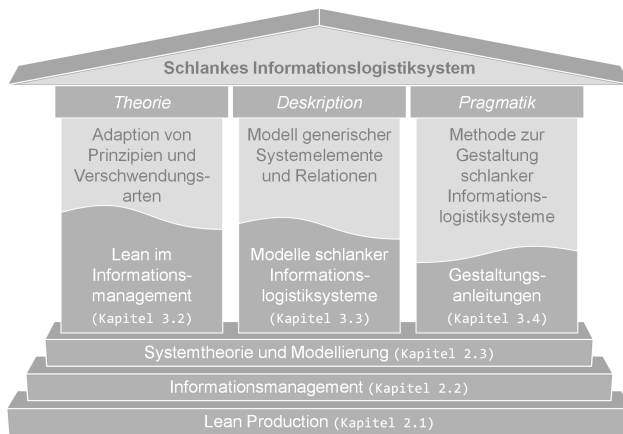 Schlankes Informationslogistiksystem
Theorie
Deskription
Pragmatik
Adaption von
Prinzipien und
Verschwendungs-
arten
Modell generischer
Systemelemente
und Relationen
Methode zur
Gestaltung
schlanker
Informations-
logistiksysteme
Lean im
Informations-
management
(Kapitel 3.2)
Modelle schlanker
Informations-
logistiksysteme
(Kapitel 3.3)
Gestaltungs-
anleitungen
(Kapitel 3.4)
Systemtheorie und Modellierung (Kapitel 2.3)
Informationsmanagement (Kapitel 2.2)
Lean Production (Kapitel 2.1)